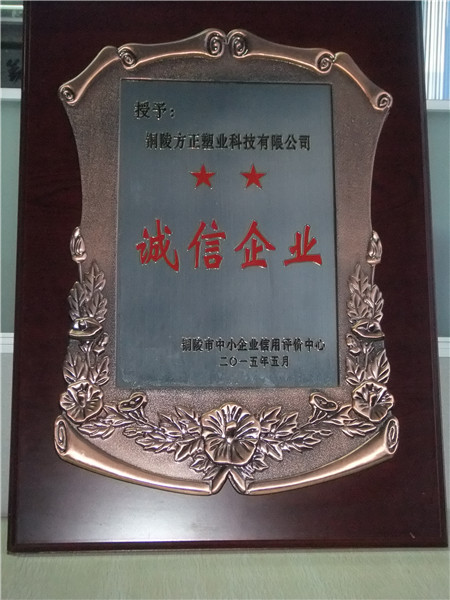 授予：
铜陵方正塑业科技有限公司
★ ★
诚信企业
铜陵市中小企业信用评价中心
二〇一五年五月